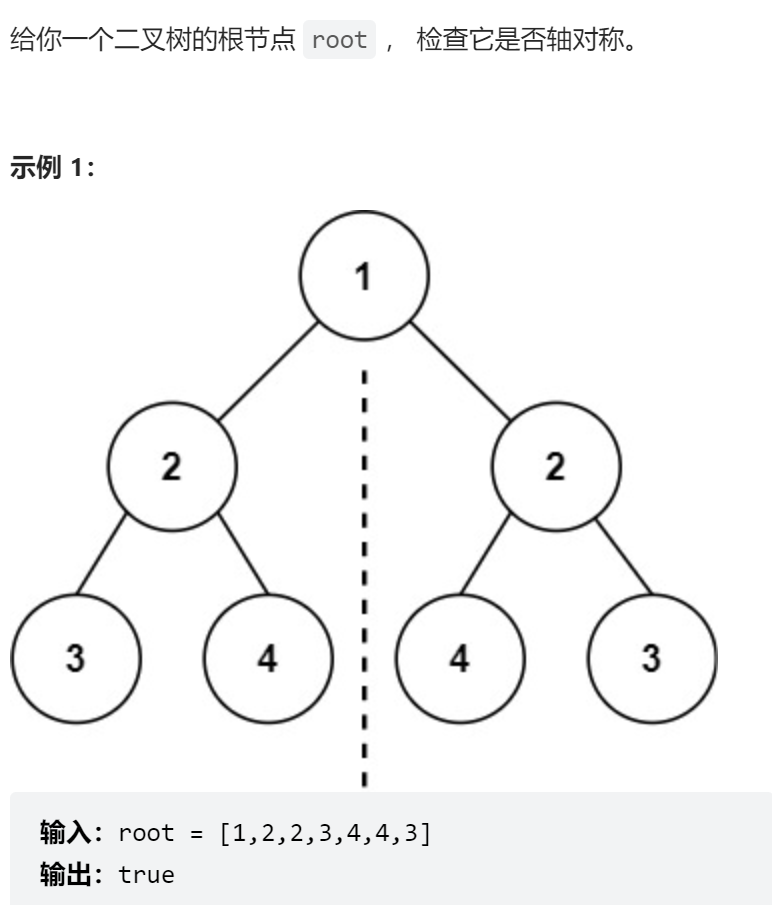 给你一个二叉树的根节点 root ， 检查它是否轴对称。
示例 1：
1
2 2
3 4 4 3
输入：root = [1,2,2,3,4,4,3]
输出：true